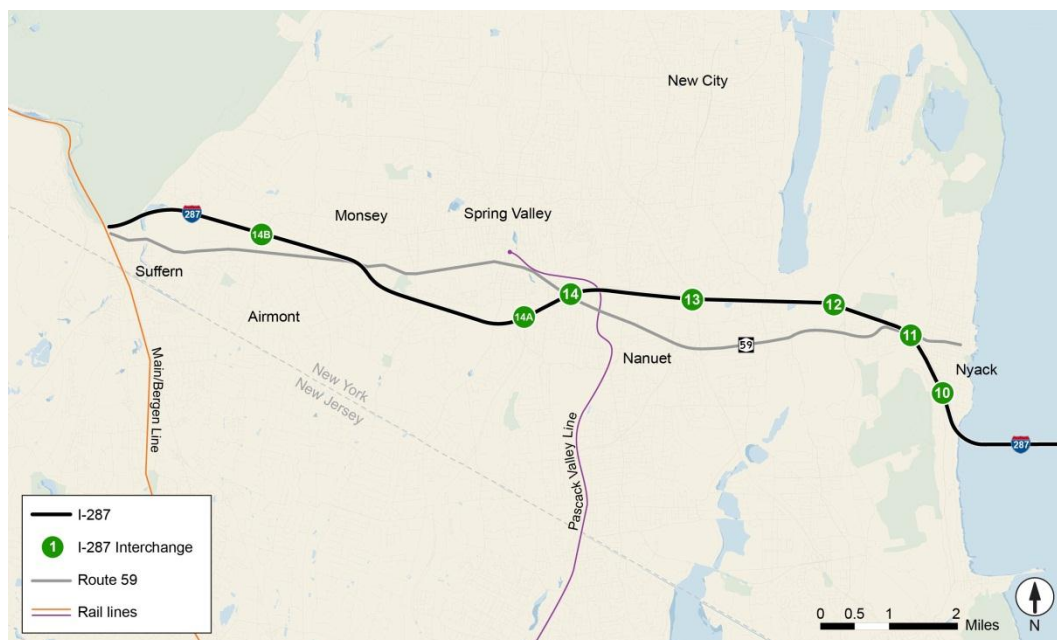 New City
287
14B
Monsey
Spring Valley
Suffern
Airmont
14A
14
13
12
11
10
59
Nanuet
Nyack
287
New York
New Jersey
Main/Bergen Line
Pascack Valley Line
I-287
1 I-287 Interchange
Route 59
Rail lines
0 0.5 1 2
Miles
N